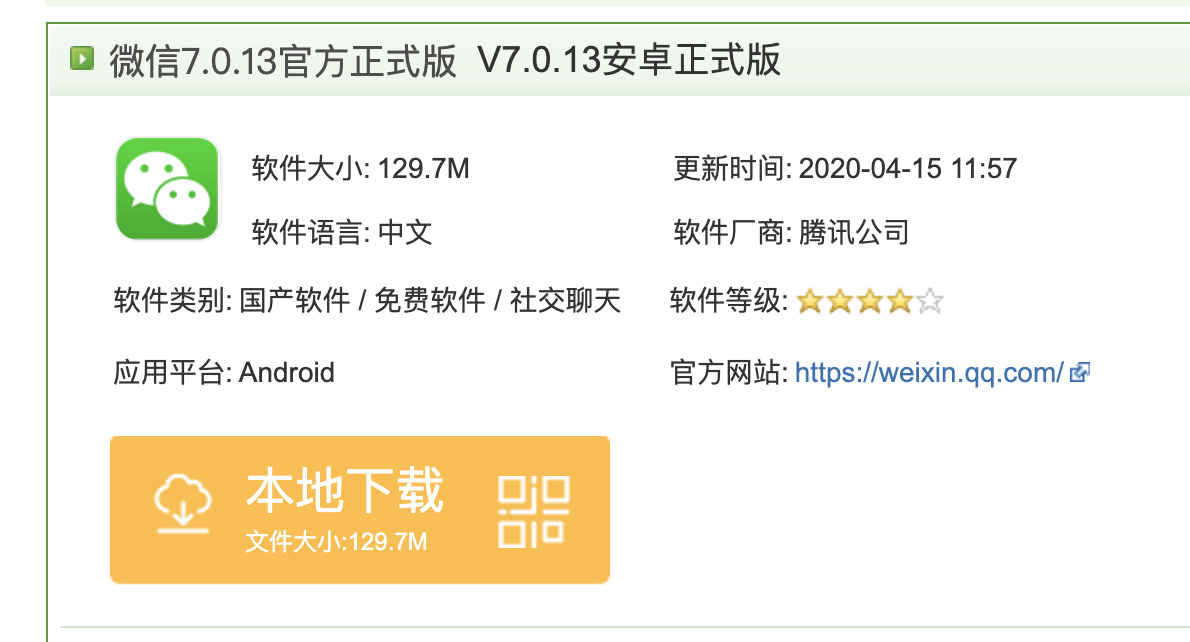 微信7.0.13官方正式版 V7.0.13安卓正式版
软件大小: 129.7M 更新时间: 2020-04-15 11:57
软件语言: 中文 软件厂商: 腾讯公司
软件类别: 国产软件 / 免费软件 / 社交聊天 软件等级:
应用平台: Android 官方网站: https://weixin.qq.com/
本地下载
文件大小:129.7M